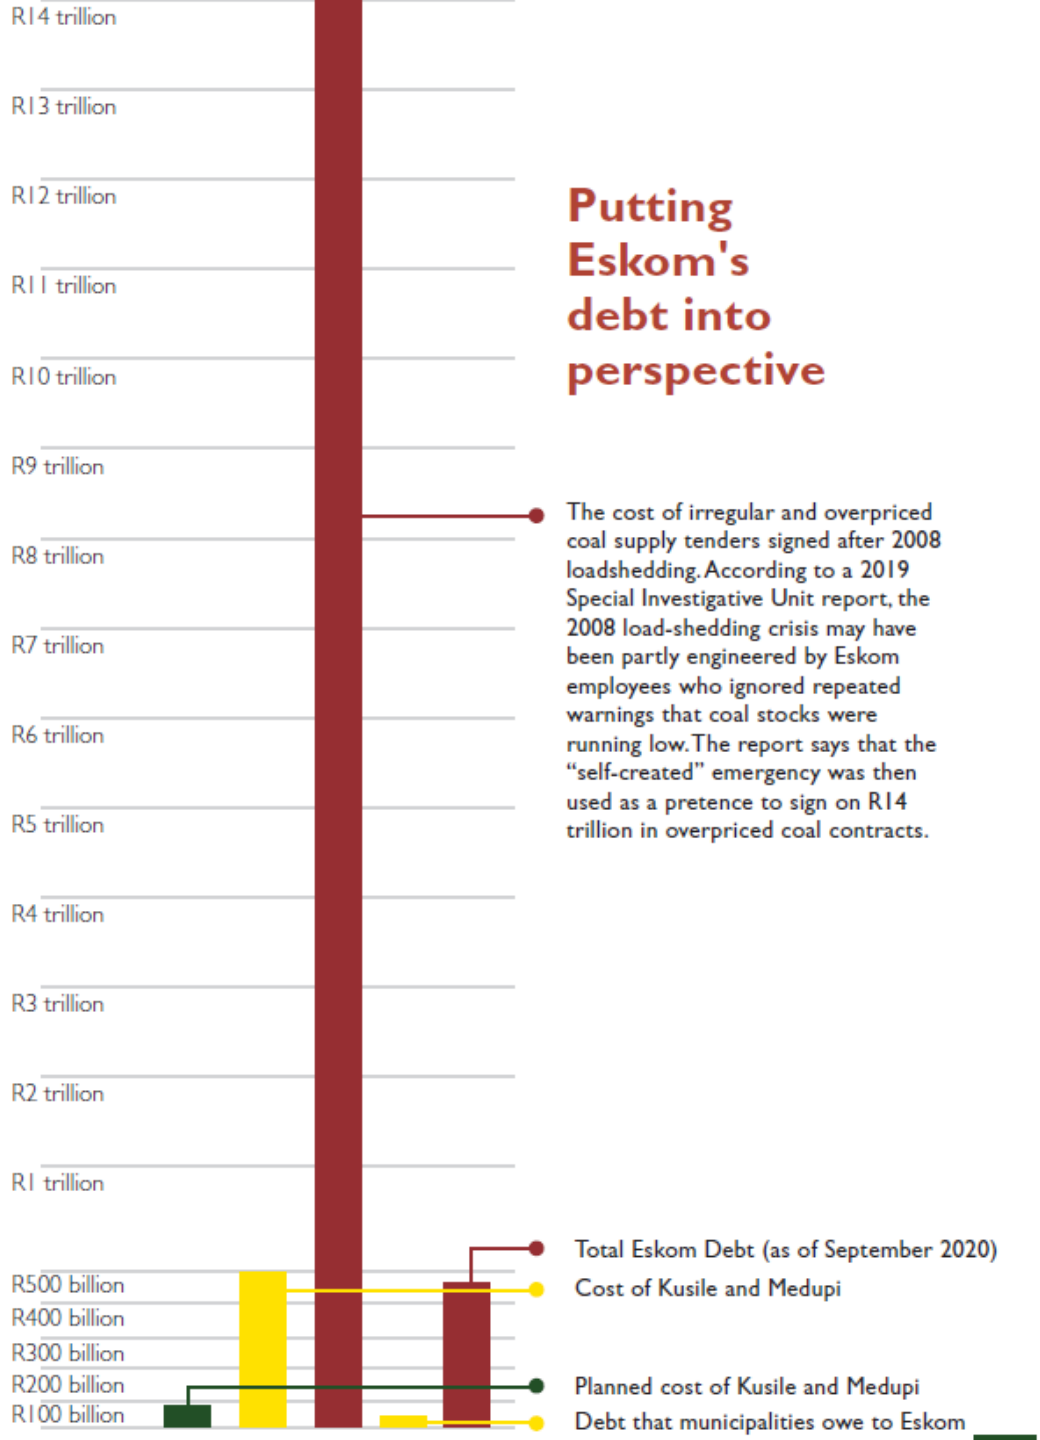 R14 trillion
R13 trillion
R12 trillion
R11 trillion
R10 trillion
R9 trillion
R8 trillion
R7 trillion
R6 trillion
R5 trillion
R4 trillion
R3 trillion
R2 trillion
R1 trillion
R500 billion
R400 billion
R300 billion
R200 billion
R100 billion
Putting
Eskom's
debt into
perspective
The cost of irregular and overpriced
coal supply tenders signed after 2008
loadshedding. According to a 2019
Special Investigative Unit report, the
2008 load-shedding crisis may have
been partly engineered by Eskom
employees who ignored repeated
warnings that coal stocks were
running low. The report says that the
“self-created” emergency was then
used as a pretence to sign on R14
trillion in overpriced coal contracts.
Total Eskom Debt (as of September 2020)
Cost of Kusile and Medupi
Planned cost of Kusile and Medupi
Debt that municipalities owe to Eskom